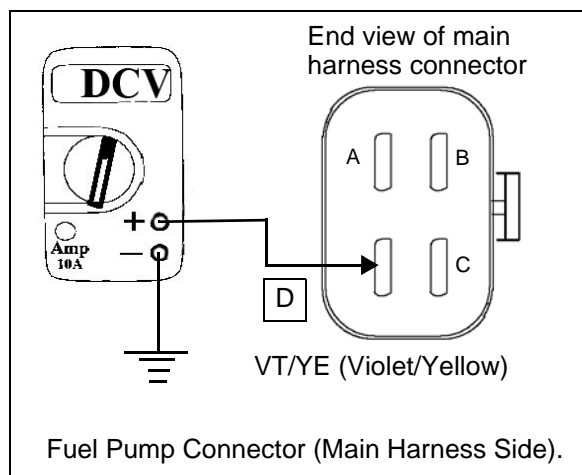 End view of main
harness connector
DCV
A
B
+
Amp
10A
–
C
D
VT/YE (Violet/Yellow)
Fuel Pump Connector (Main Harness Side).